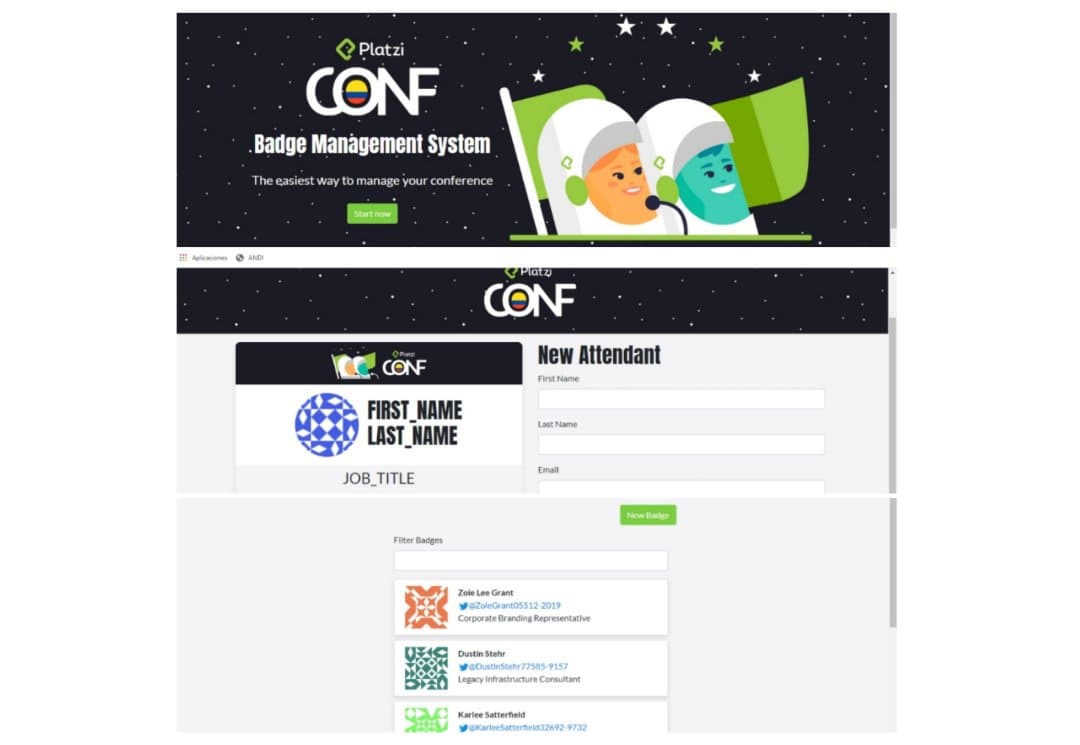 Platzi
CONF
Badge Management System
The easiest way to manage your conference
Start now
Aplicaciones ANDI
Platzi
CONF
Platzi
CONF
FIRST_NAME
LAST_NAME
JOB_TITLE
New Attendant
First Name
Last Name
Email
New Badge
Filter Badges
Zoie Lee Grant
@ZoieGrant05512-2019
Corporate Branding Representative
Dustin Stehr
@DustinStehr77585-9157
Legacy Infrastructure Consultant
Karlee Satterfield
@KarleeSatterfield32692-9732